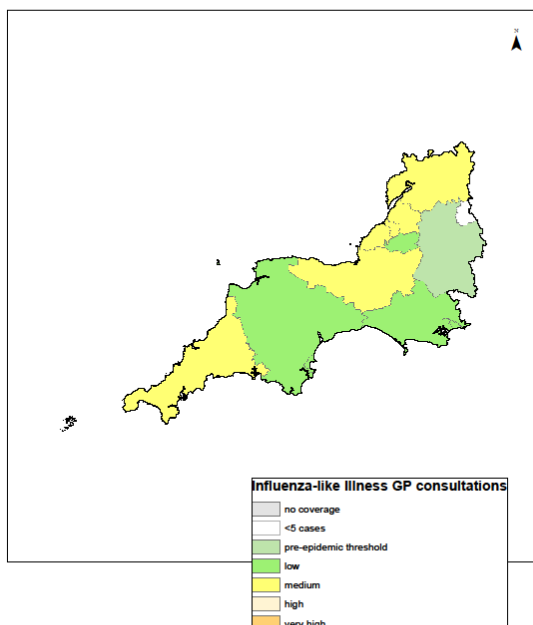 N
Influenza-like Illness GP consultations
no coverage
<5 cases
pre-epidemic threshold
low
medium
high
very high